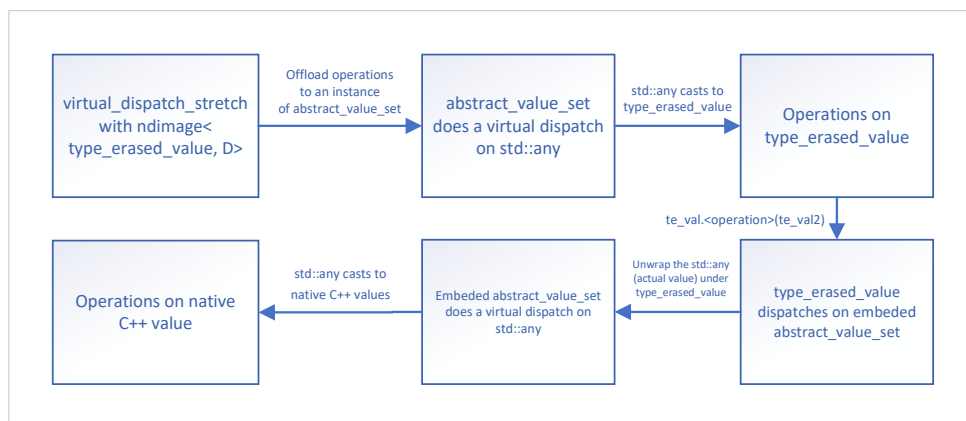 virtual_dispatch_stretch
with ndimage<
type_erased_value, D>
Offload operations
to an instance
of abstract_value_set
abstract_value_set
does a virtual dispatch
on std::any
std::any casts to
type_erased_value
Operations on
type_erased_value
te_val.<operation>(te_val2)
type_erased_value
dispatches on embeded
abstract_value_set
Unwrap the std::any
(actual value) under
type_erased_value
Embeded abstract_value_set
does a virtual dispatch on
std::any
std::any casts to
native C++ values
Operations on native
C++ value